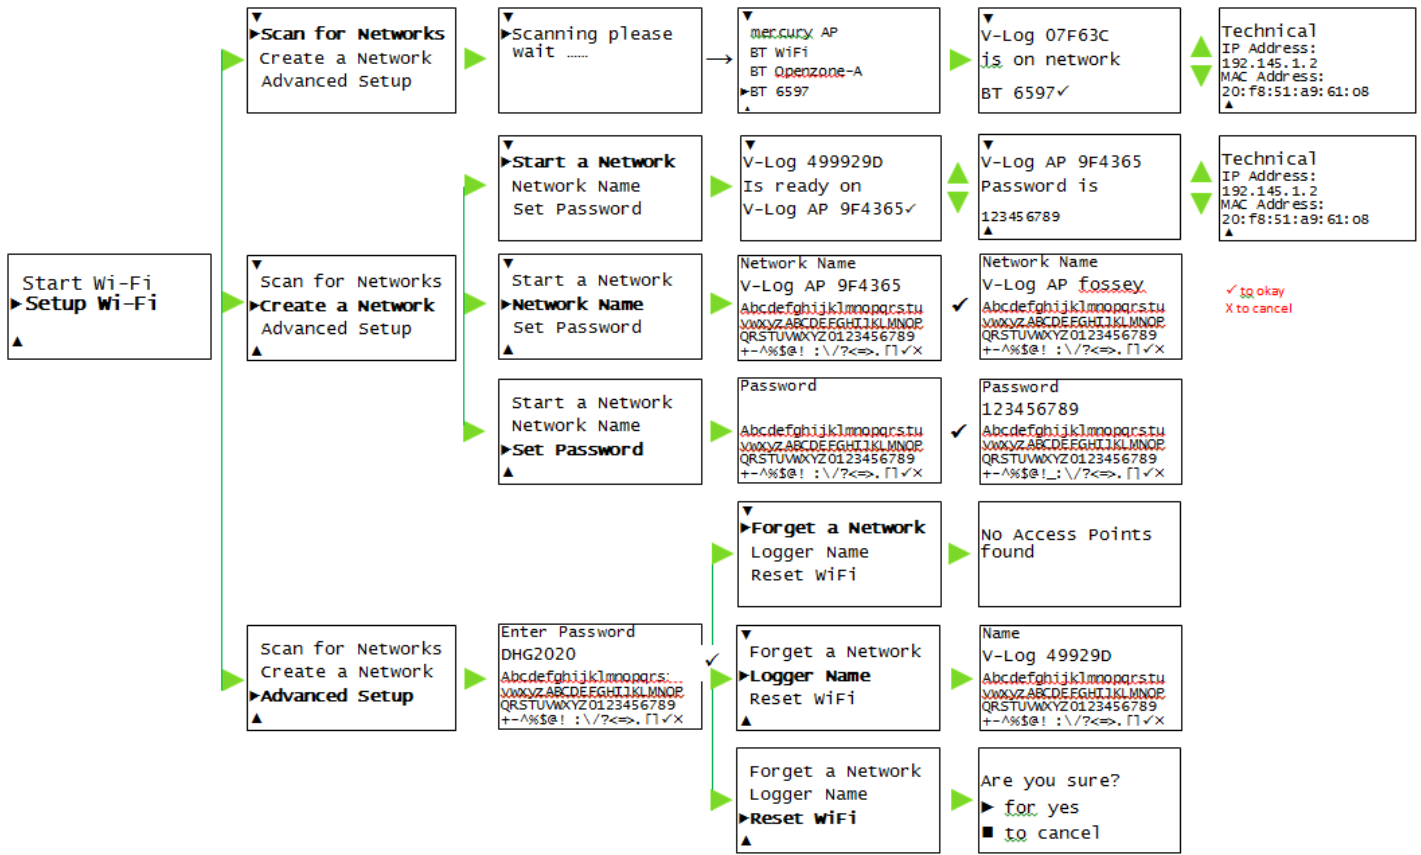 Start Wi-Fi
▶Setup Wi-Fi
▲
▼
▶Scan for Networks
Create a Network
Advanced Setup
▼
▶Scanning please
wait ......
→
▼
mercury AP
BT WiFi
BT Openzone-A
▶BT 6597
▲
▼
V-Log 07F63C
is on network
BT 6597✓
Technical
IP Address:
192.145.1.2
MAC Address:
20:f8:51:a9:61:o8
▲
▼
Scan for Networks
▶Create a Network
Advanced Setup
▲
▼
▶Start a Network
Network Name
Set Password
▼
V-Log 499929D
Is ready on
V-Log AP 9F4365✓
▼
V-Log AP 9F4365
Password is
123456789
▲
Technical
IP Address:
192.145.1.2
MAC Address:
20:f8:51:a9:61:o8
▲
▼
Start a Network
▶Network Name
Set Password
▲
Network Name
V-Log AP 9F4365
Abcdefghijklmnopqrstu
vwxyzABCDEFGHIJKLMNOP
QRSTUVWXYZ0123456789
+-^%$@! :\/?<=>.[]✓×
✓
Network Name
V-Log AP fossey
Abcdefghijklmnopqrstu
vwxyzABCDEFGHIJKLMNOP
QRSTUVWXYZ0123456789
+-^%$@! :\/?<=>.[]✓×
✓ to okay
X to cancel
Start a Network
Network Name
▶Set Password
▲
Password
Abcdefghijklmnopqrstu
vwxyzABCDEFGHIJKLMNOP
QRSTUVWXYZ0123456789
+-^%$@! :\/?<=>.[]✓×
✓
Password
123456789
Abcdefghijklmnopqrstu
vwxyzABCDEFGHIJKLMNOP
QRSTUVWXYZ0123456789
+-^%$@!_:\/?<=>.[]✓×
Scan for Networks
Create a Network
▶Advanced Setup
▲
Enter Password
DHG2020
Abcdefghijklmnopqrs:
vwxyzABCDEFGHIJKLMNOP
QRSTUVWXYZ0123456789
+-^%$@! :\/?<=>.[]✓×
✓
▼
▶Forget a Network
Logger Name
Reset WiFi
No Access Points
found
▼
Forget a Network
▶Logger Name
Reset WiFi
▲
Name
V-Log 49929D
Abcdefghijklmnopqrstu
vwxyzABCDEFGHIJKLMNOP
QRSTUVWXYZ0123456789
+-^%$@! :\/?<=>.[]✓×
Forget a Network
Logger Name
▶Reset WiFi
▲
Are you sure?
▶ for yes
■ to cancel